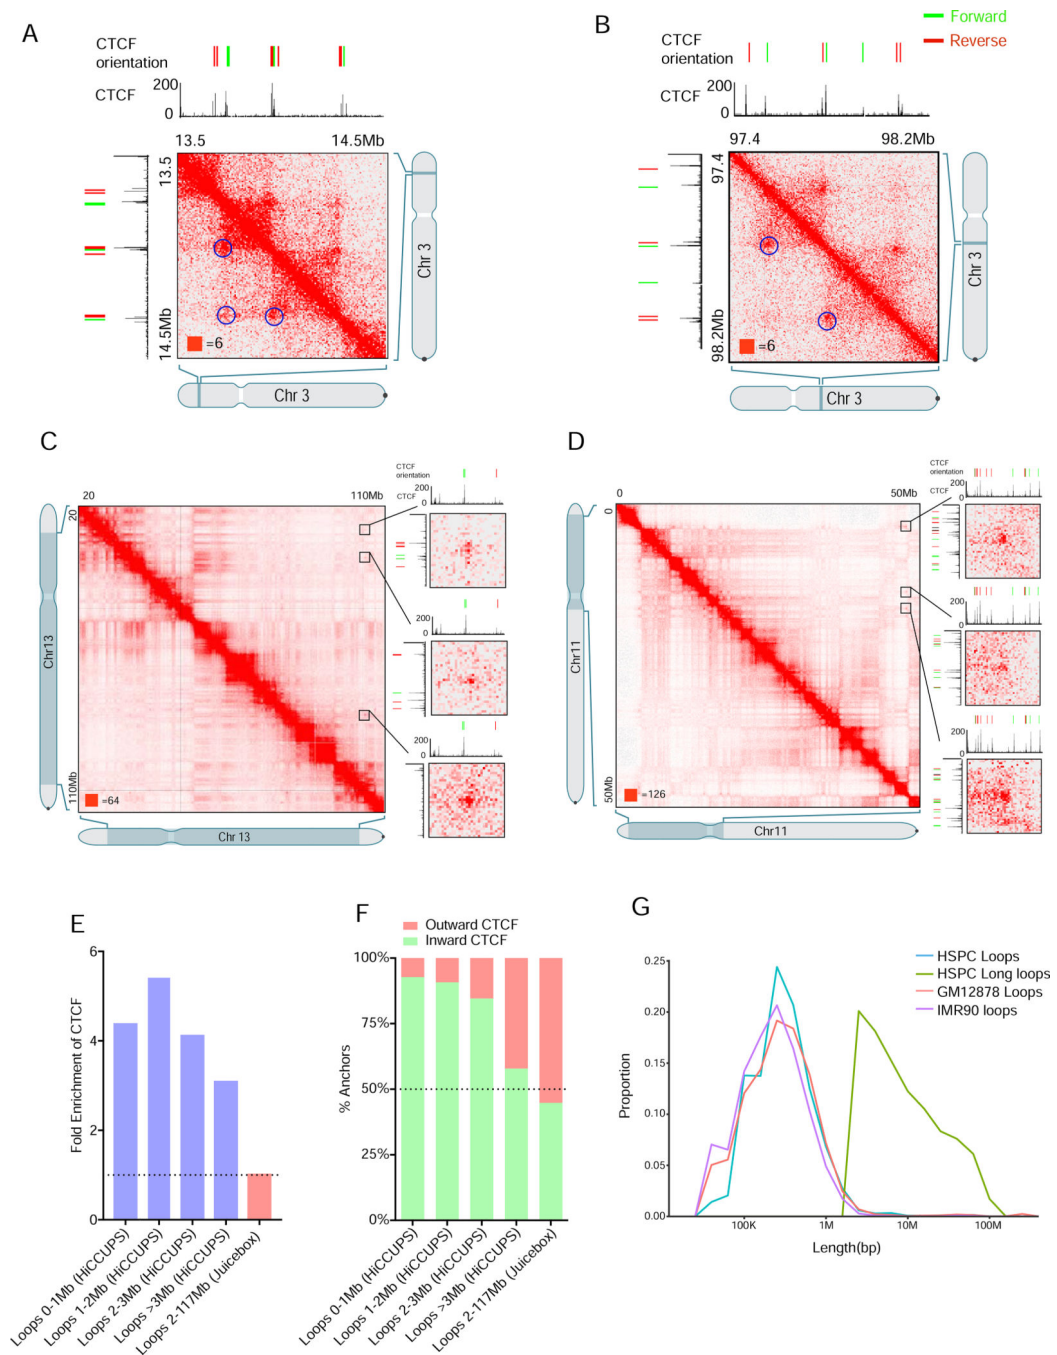 A
CTCF
orientation
CTCF
200
0
13.5
14.5Mb
13.5
14.5Mb
=6
Chr 3
Chr 3
B
Forward
Reverse
CTCF
orientation
CTCF
200
0
97.4
98.2Mb
97.4
98.2Mb
=6
Chr 3
Chr 3
C
20
110Mb
20
110Mb
=64
Chr13
Chr 13
CTCF
orientation
CTCF
200
0
200
0
200
0
D
0
50Mb
0
50Mb
=126
Chr11
Chr11
CTCF
orientation
CTCF
200
0
200
0
200
0
E
Fold Enrichment of CTCF
6
4
2
0
Loops 0-1Mb (HiCCUPS)
Loops 1-2Mb (HiCCUPS)
Loops 2-3Mb (HiCCUPS)
Loops >3Mb (HiCCUPS)
Loops 2-117Mb (Juicebox)
F
Outward CTCF
Inward CTCF
% Anchors
100%
75%
50%
25%
0%
Loops 0-1Mb (HiCCUPS)
Loops 1-2Mb (HiCCUPS)
Loops 2-3Mb (HiCCUPS)
Loops >3Mb (HiCCUPS)
Loops 2-117Mb (Juicebox)
G
HSPC Loops
HSPC Long loops
GM12878 Loops
IMR90 loops
Proportion
0.25
0.20
0.15
0.10
0.05
0.00
100K
1M
10M
100M
Length(bp)